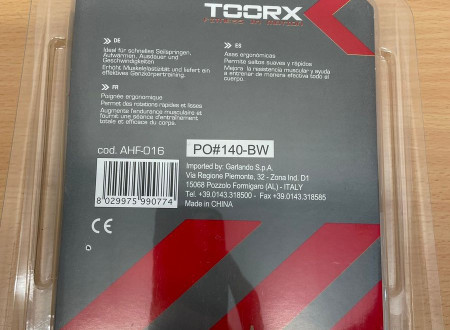 TOORX
DE
Ideal für schnelles Seilspringen,
Aufwärmen, Ausdauer und
Geschwindigkeiten
Erhöht Muskelelastizität und liefert ein
effektives Ganzkörpertraining.
ES
Asas ergonómicas
Permite saltos suaves y rápidos
Mejora la resistencia muscular y ayuda
a entrenar de manera efectiva todo el
cuerpo.
FR
Poignée ergonomique
Permet des rotations rapides et lisses
Augmente l'endurance musculaire et
fournit une séance d'entraînement
totale et efficace du corps.
cod. AHF-016
PO#140-BW
8 029975 990774
Imported by: Garlando S.p.A.
Via Regione Piemonte, 32 - Zona Ind. D1
15068 Pozzolo Formigaro (AL) - ITALY
Tel. +39.0143.318500 - Fax +39.0143.318585
Made in CHINA
CE